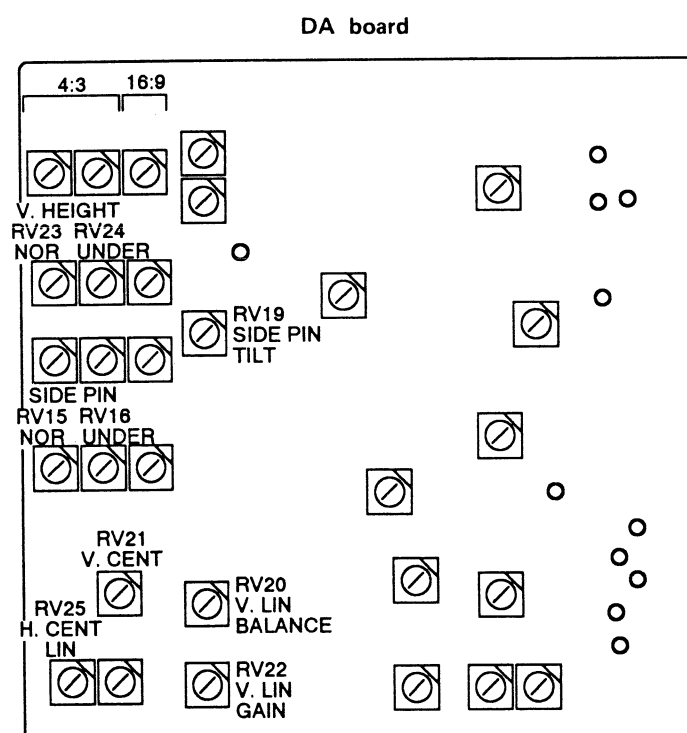 DA board
4:3 16:9
V. HEIGHT
RV23 RV24
NOR UNDER
RV19
SIDE PIN
TILT
SIDE PIN
RV15 RV16
NOR UNDER
RV21
V. CENT
RV20
V. LIN
BALANCE
RV25
H. CENT
LIN
RV22
V. LIN
GAIN